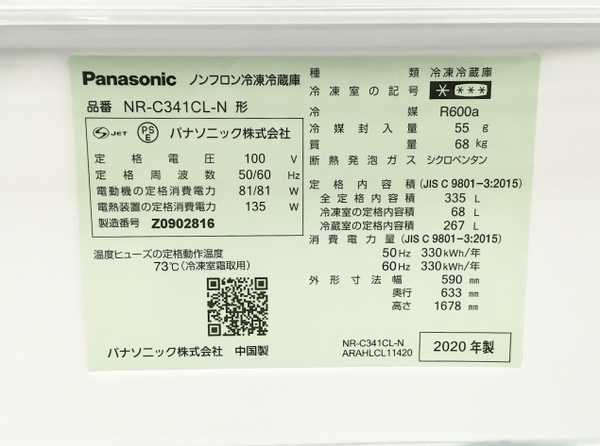 Panasonic ノンフロン冷凍冷蔵庫
品番 NR-C341CL-N 形
S JET PS E パナソニック株式会社
定格電圧 100 V
定格周波数 50/60 Hz
電動機の定格消費電力 81/81 W
電熱装置の定格消費電力 135 W
製造番号 Z0902816
温度ヒューズの定格動作温度
73℃(冷凍室霜取用)
パナソニック株式会社 中国製
種類 冷凍冷蔵庫
冷凍室の記号 * ***
冷媒 R600a
冷媒封入量 55 g
質量 68 kg
断熱発泡ガス シクロペンタン
定格内容積 (JIS C 9801-3:2015)
全定格内容積 335 L
冷凍室の定格内容積 68 L
冷蔵室の定格内容積 267 L
消費電力量 (JIS C 9801-3:2015)
50Hz 330kWh/年
60Hz 330kWh/年
外形寸法 幅 590 mm
奥行 633 mm
高さ 1678 mm
NR-C341CL-N
ARAHLCL11420
2020 年製